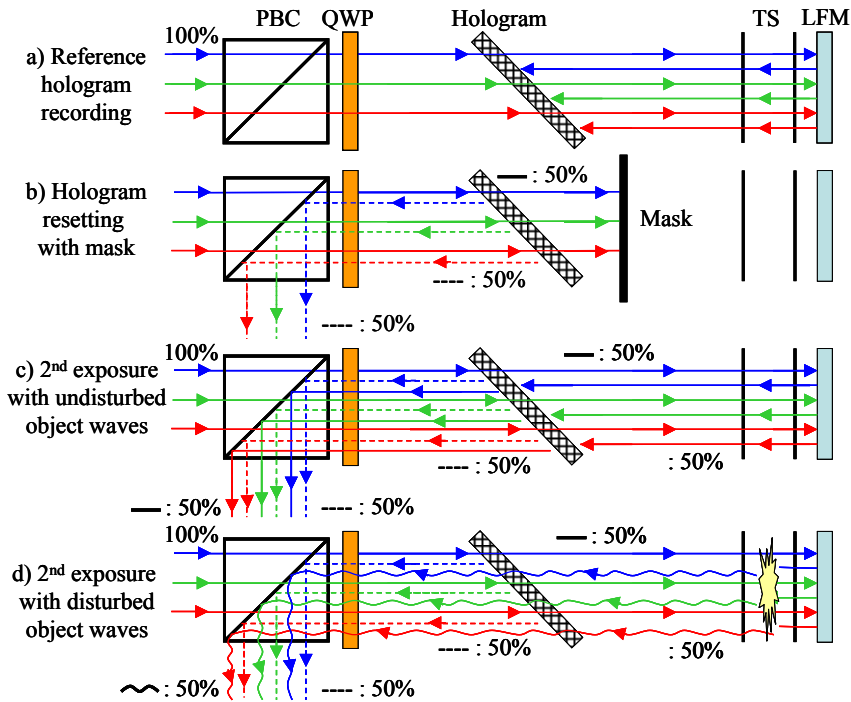 PBC QWP Hologram TS LFM
100%
a) Reference
hologram
recording
b) Hologram
resetting
with mask
: 50%
Mask
---- : 50%
---- : 50%
100%
c) 2nd exposure
with undisturbed
object waves
: 50%
---- : 50%
: 50%
: 50%
---- : 50%
100%
d) 2nd exposure
with disturbed
object waves
: 50%
---- : 50%
: 50%
: 50%
---- : 50%